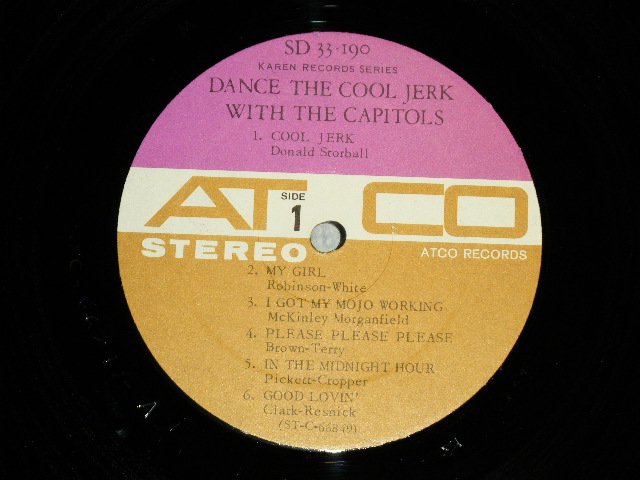 SD 33-190
KAREN RECORDS SERIES
DANCE THE COOL JERK
WITH THE CAPITOLS
1. COOL JERK
Donald Storball
ATCO
SIDE
1
STEREO
ATCO RECORDS
2. MY GIRL
Robinson-White
3. I GOT MY MOJO WORKING
McKinley Morganfield
4. PLEASE PLEASE PLEASE
Brown-Terry
5. IN THE MIDNIGHT HOUR
Pickett-Cropper
6. GOOD LOVIN'
Clark-Resnick
(ST-C-66849)